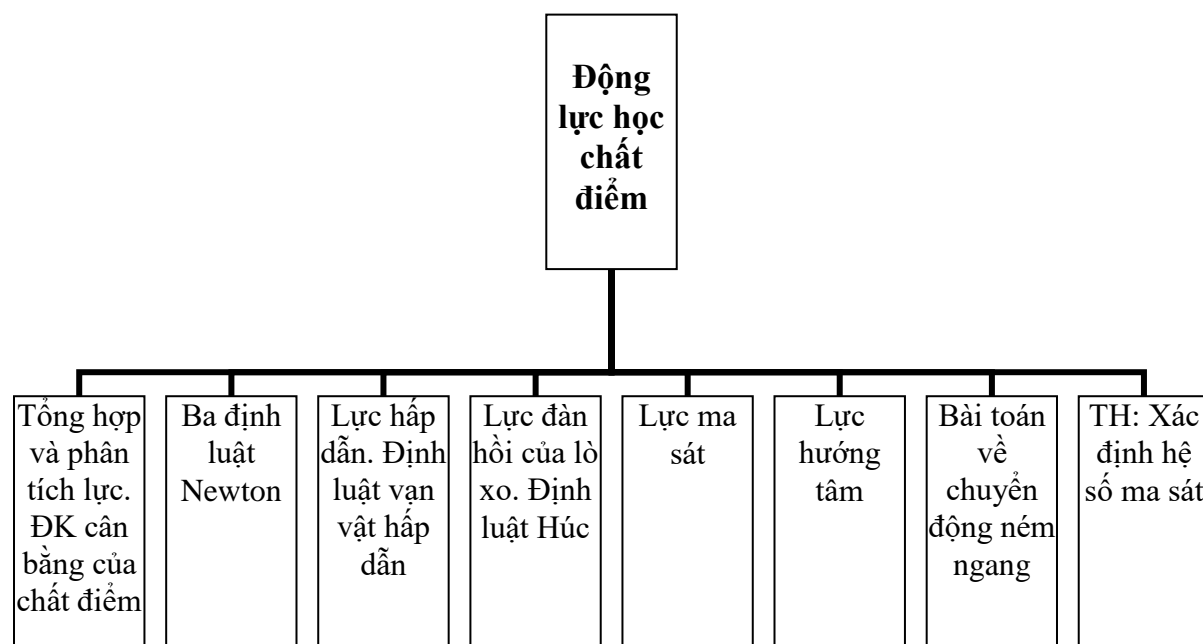 Động
lực học
chất
điểm
Tổng hợp
và phân
tích lực.
ĐK cân
bằng của
chất điểm
Ba định
luật
Newton
Lực hấp
dẫn. Định
luật vạn
vật hấp
dẫn
Lực đàn
hồi của lò
xo. Định
luật Húc
Lực ma
sát
Lực
hướng
tâm
Bài toán
về
chuyển
động ném
ngang
TH: Xác
định hệ
số ma sát